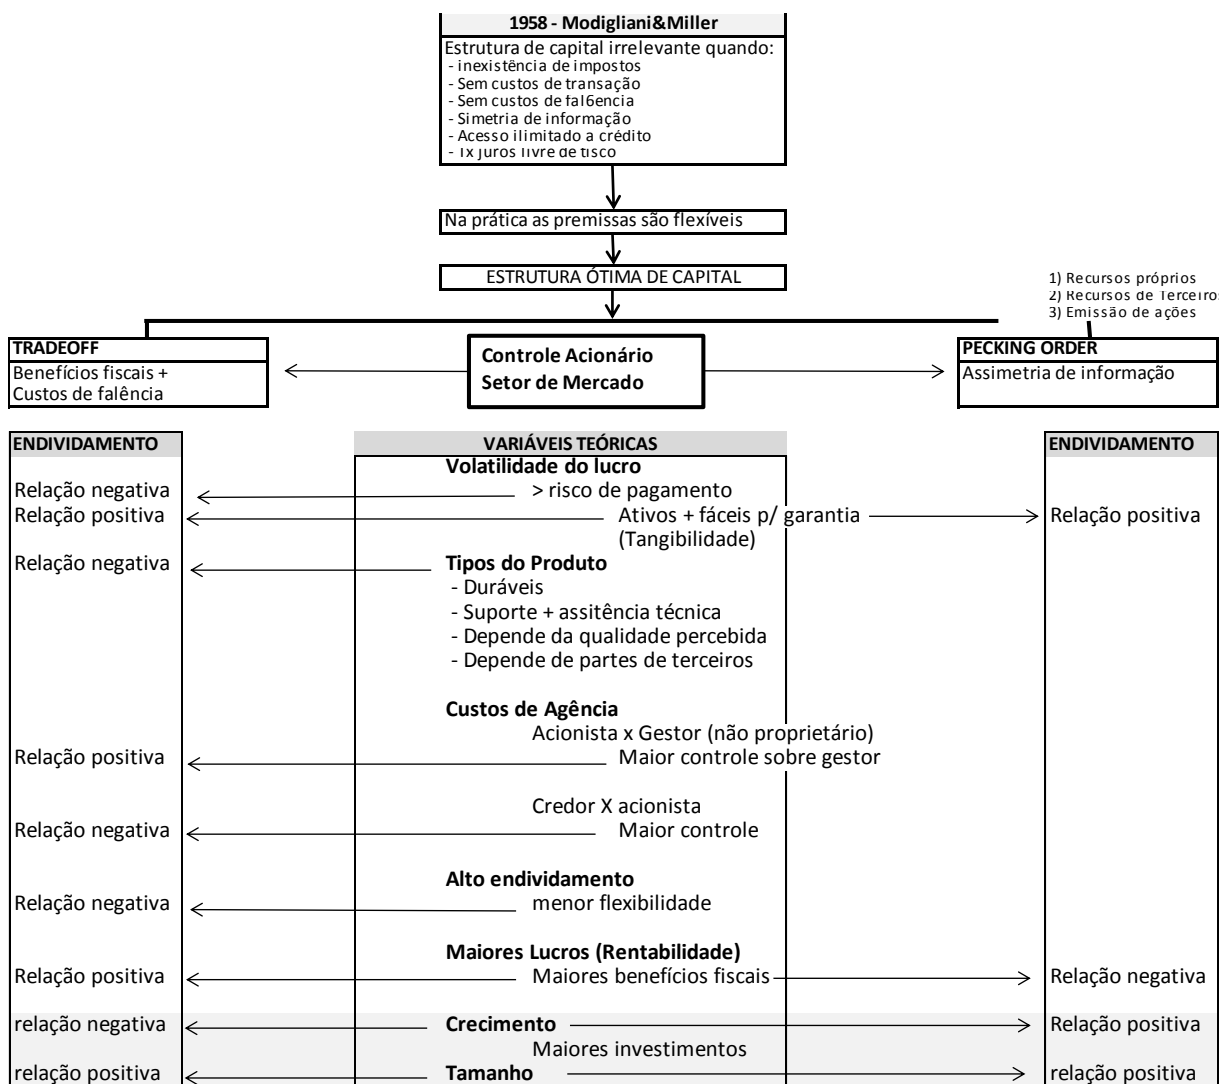 1958 - Modigliani&Miller
Estrutura de capital irrelevante quando:
- inexistência de impostos
- Sem custos de transação
- Sem custos de fal6encia
- Simetria de informação
- Acesso ilimitado a crédito
- Tx juros livre de tisco
Na prática as premissas são flexíveis
ESTRUTURA ÓTIMA DE CAPITAL
1) Recursos próprios
2) Recursos de Terceiro
3) Emissão de ações
TRADEOFF
Benefícios fiscais +
Custos de falência
Controle Acionário
Setor de Mercado
PECKING ORDER
Assimetria de informação
ENDIVIDAMENTO VARIÁVEIS TEÓRICAS ENDIVIDAMENTO
Volatilidade do lucro
Relação negativa > risco de pagamento
Relação positiva Ativos + fáceis p/ garantia Relação positiva
(Tangibilidade)
Relação negativa Tipos do Produto
- Duráveis
- Suporte + assitência técnica
- Depende da qualidade percebida
- Depende de partes de terceiros
Custos de Agência
Acionista x Gestor (não proprietário)
Relação positiva Maior controle sobre gestor
Credor X acionista
Relação negativa Maior controle
Alto endividamento
Relação negativa menor flexibilidade
Maiores Lucros (Rentabilidade)
Relação positiva Maiores benefícios fiscais Relação negativa
relação negativa Crecimento Relação positiva
Maiores investimentos
relação positiva Tamanho relação positiva